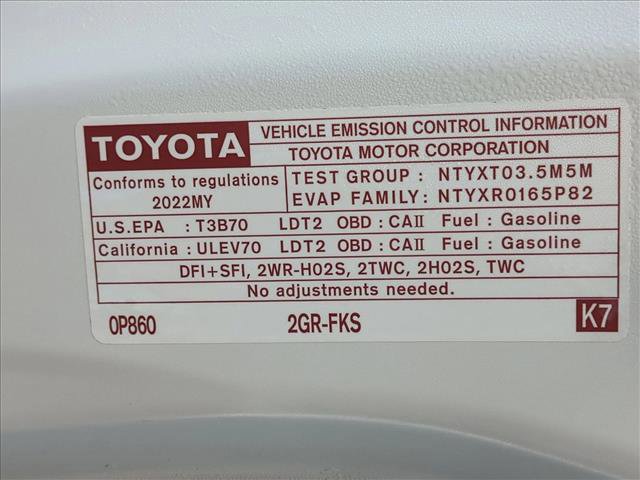 TOYOTA
VEHICLE EMISSION CONTROL INFORMATION
TOYOTA MOTOR CORPORATION
Conforms to regulations
2022MY
TEST GROUP : NTYXT03.5M5M
EVAP FAMILY: NTYXR0165P82
U.S.EPA : T3B70 LDT2 OBD : CAII Fuel : Gasoline
California : ULEV70 LDT2 OBD : CAII Fuel : Gasoline
DFI+SFI, 2WR-HO2S, 2TWC, 2HO2S, TWC
No adjustments needed.
0P860 2GR-FKS K7